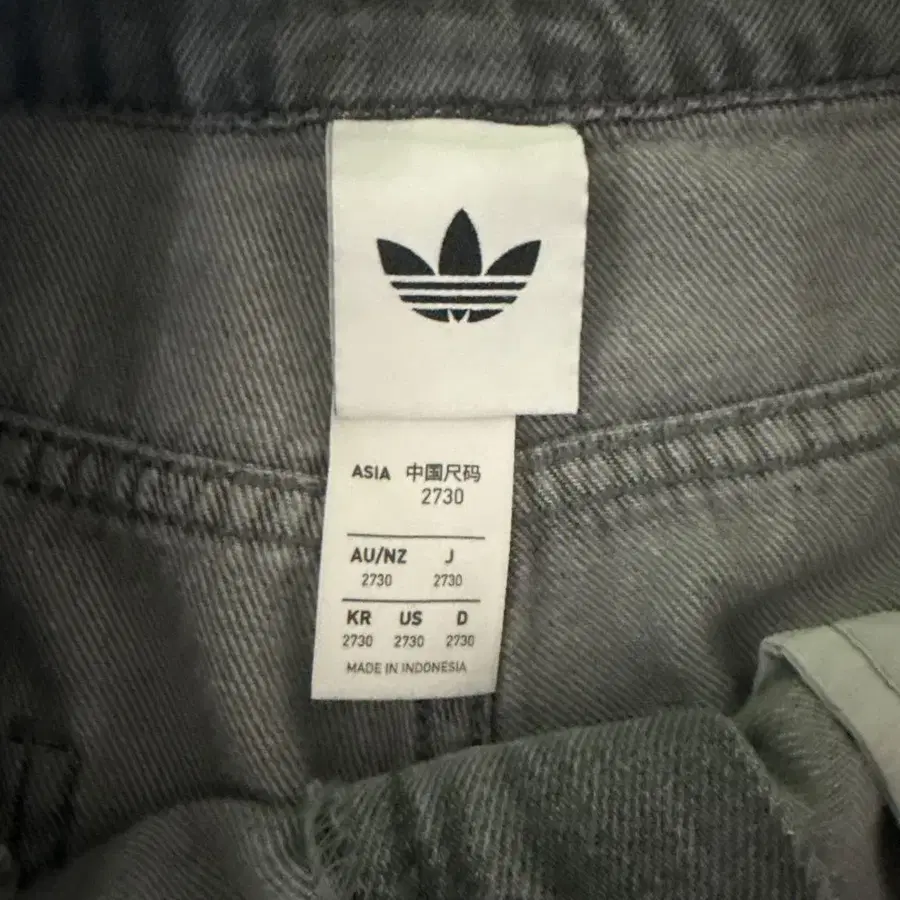 ASIA 中国尺码
2730
AU/NZ J
2730 2730
KR US D
2730 2730 2730
MADE IN INDONESIA